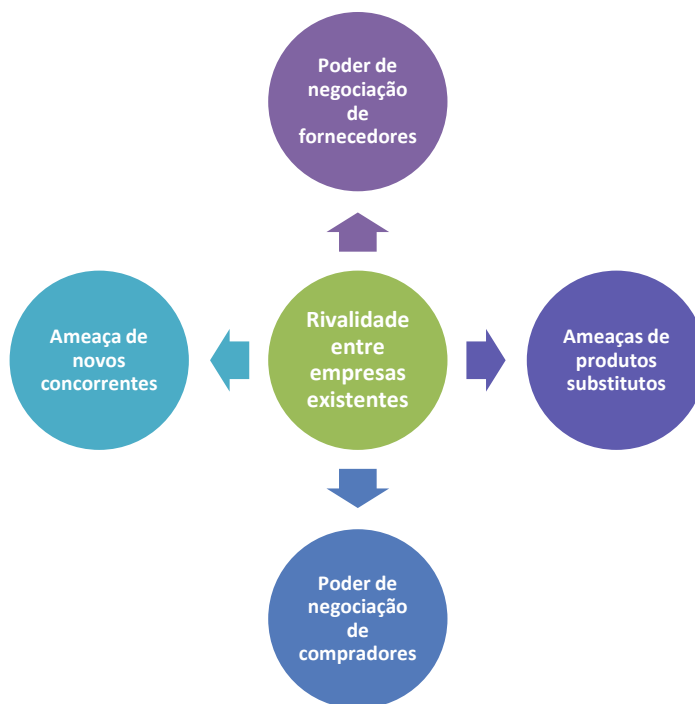 Poder de
negociação
de
fornecedores
Ameaça de
novos
concorrentes
Rivalidade
entre
empresas
existentes
Ameaças de
produtos
substitutos
Poder de
negociação
de
compradores